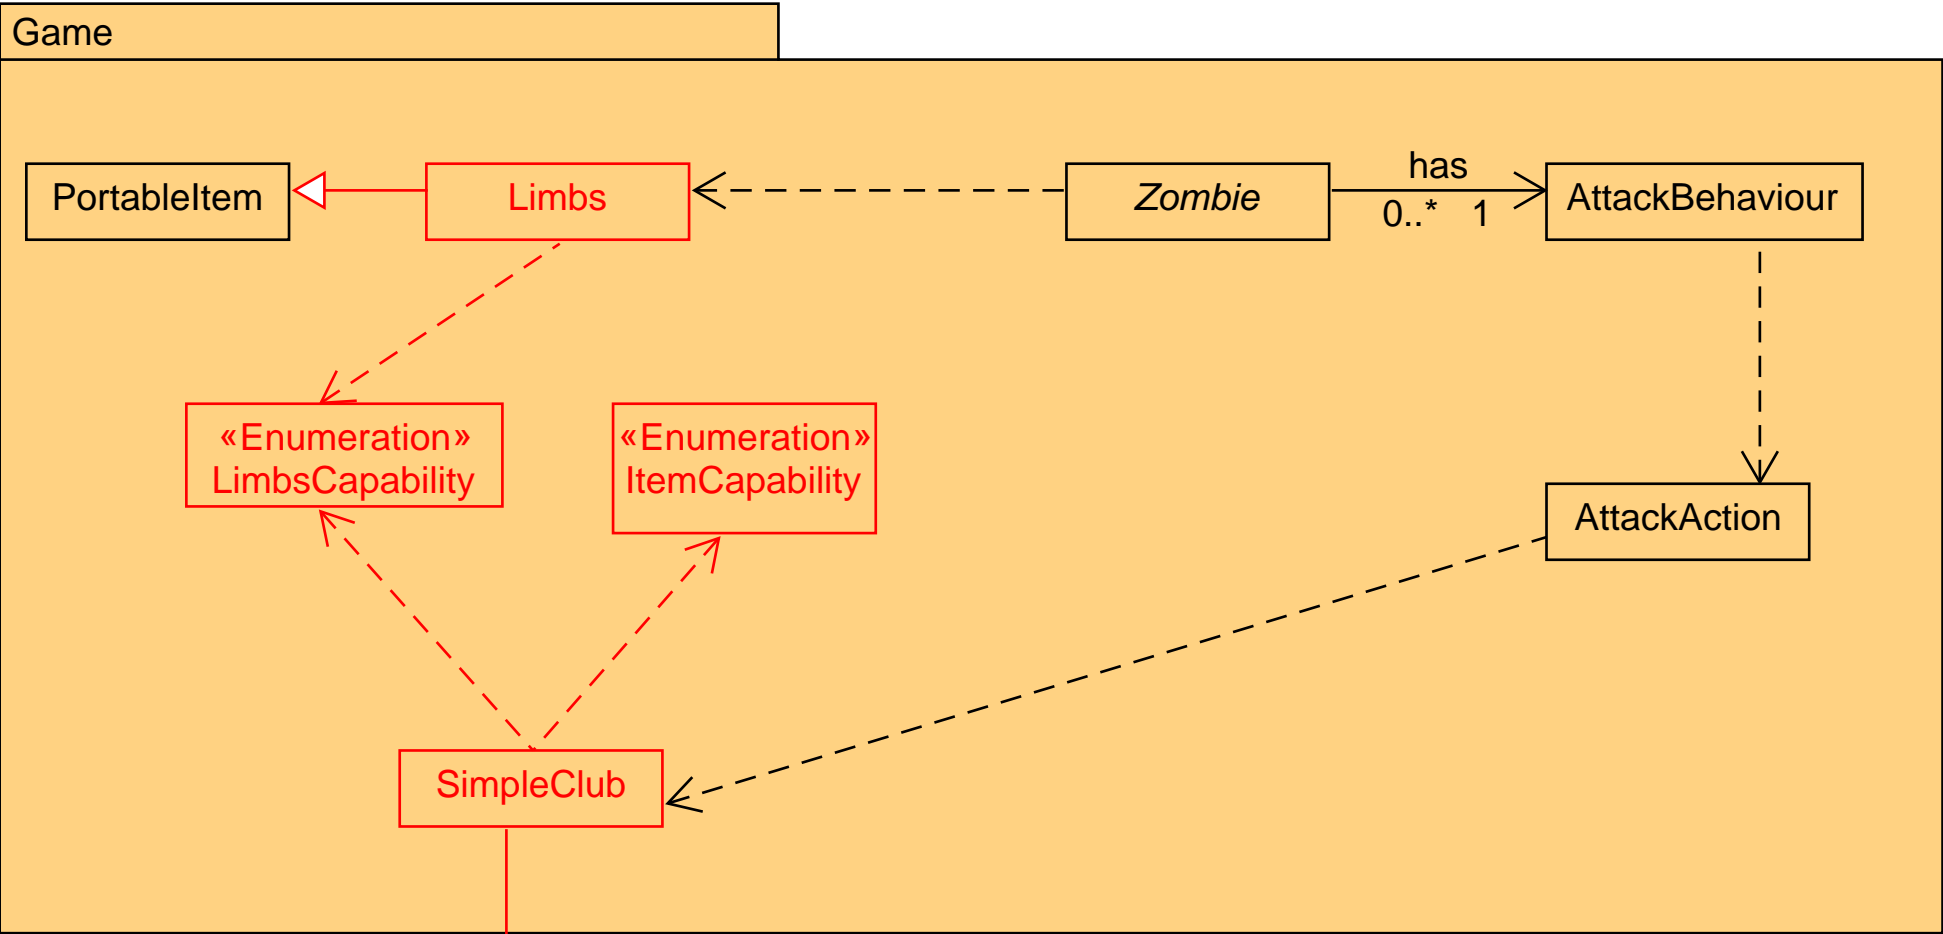 Game
PortableItem
Limbs
Zombie
has
0..* 1
AttackBehaviour
«Enumeration»
LimbsCapability
«Enumeration»
ItemCapability
AttackAction
SimpleClub